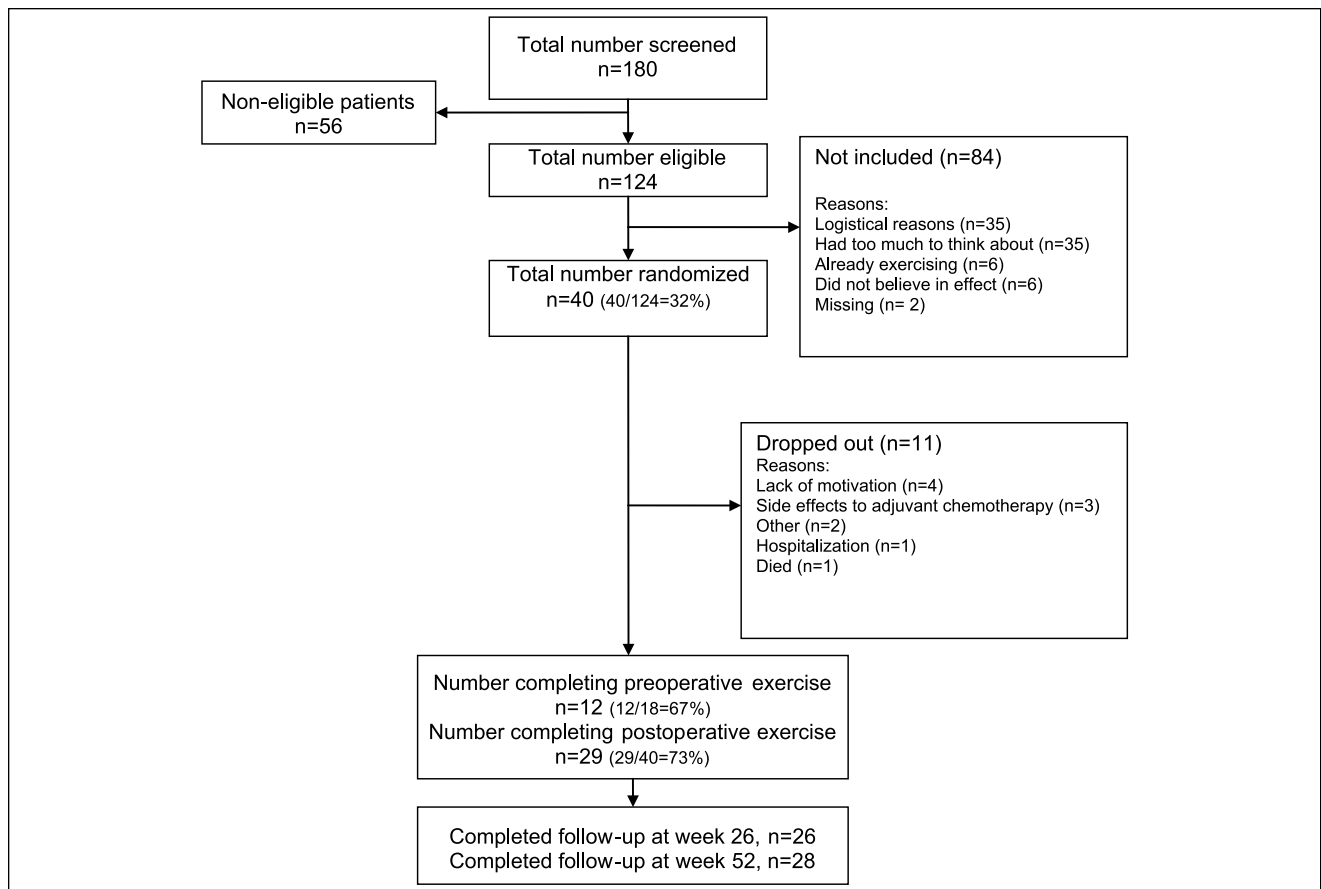 Total number screened
n=180
Non-eligible patients
n=56
Total number eligible
n=124
Not included (n=84)
Reasons:
Logistical reasons (n=35)
Had too much to think about (n=35)
Already exercising (n=6)
Did not believe in effect (n=6)
Missing (n= 2)
Total number randomized
n=40 (40/124=32%)
Dropped out (n=11)
Reasons:
Lack of motivation (n=4)
Side effects to adjuvant chemotherapy (n=3)
Other (n=2)
Hospitalization (n=1)
Died (n=1)
Number completing preoperative exercise
n=12 (12/18=67%)
Number completing postoperative exercise
n=29 (29/40=73%)
Completed follow-up at week 26, n=26
Completed follow-up at week 52, n=28